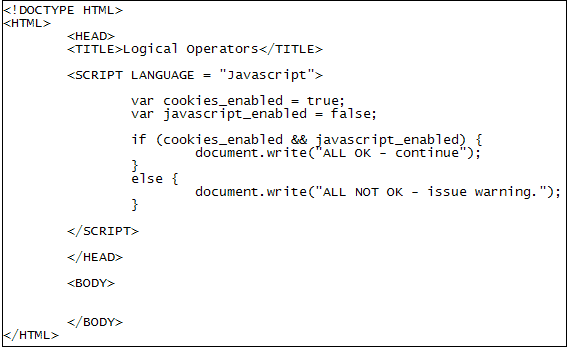 <!DOCTYPE HTML>
<HTML>
<HEAD>
<TITLE>Logical Operators</TITLE>
<SCRIPT LANGUAGE = "Javascript">
var cookies_enabled = true;
var javascript_enabled = false;
if (cookies_enabled && javascript_enabled) {
document.write("ALL OK - continue");
}
else {
document.write("ALL NOT OK - issue warning.");
}
</SCRIPT>
</HEAD>
<BODY>
</BODY>
</HTML>